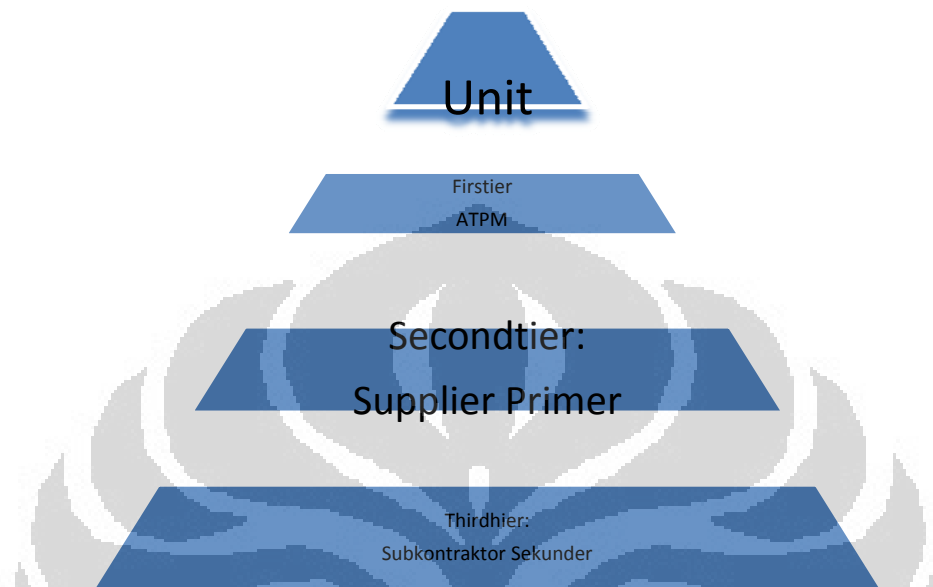 Unit
Firstier
ATPM
Secondtier:
Supplier Primer
Thirdhier:
Subkontraktor Sekunder